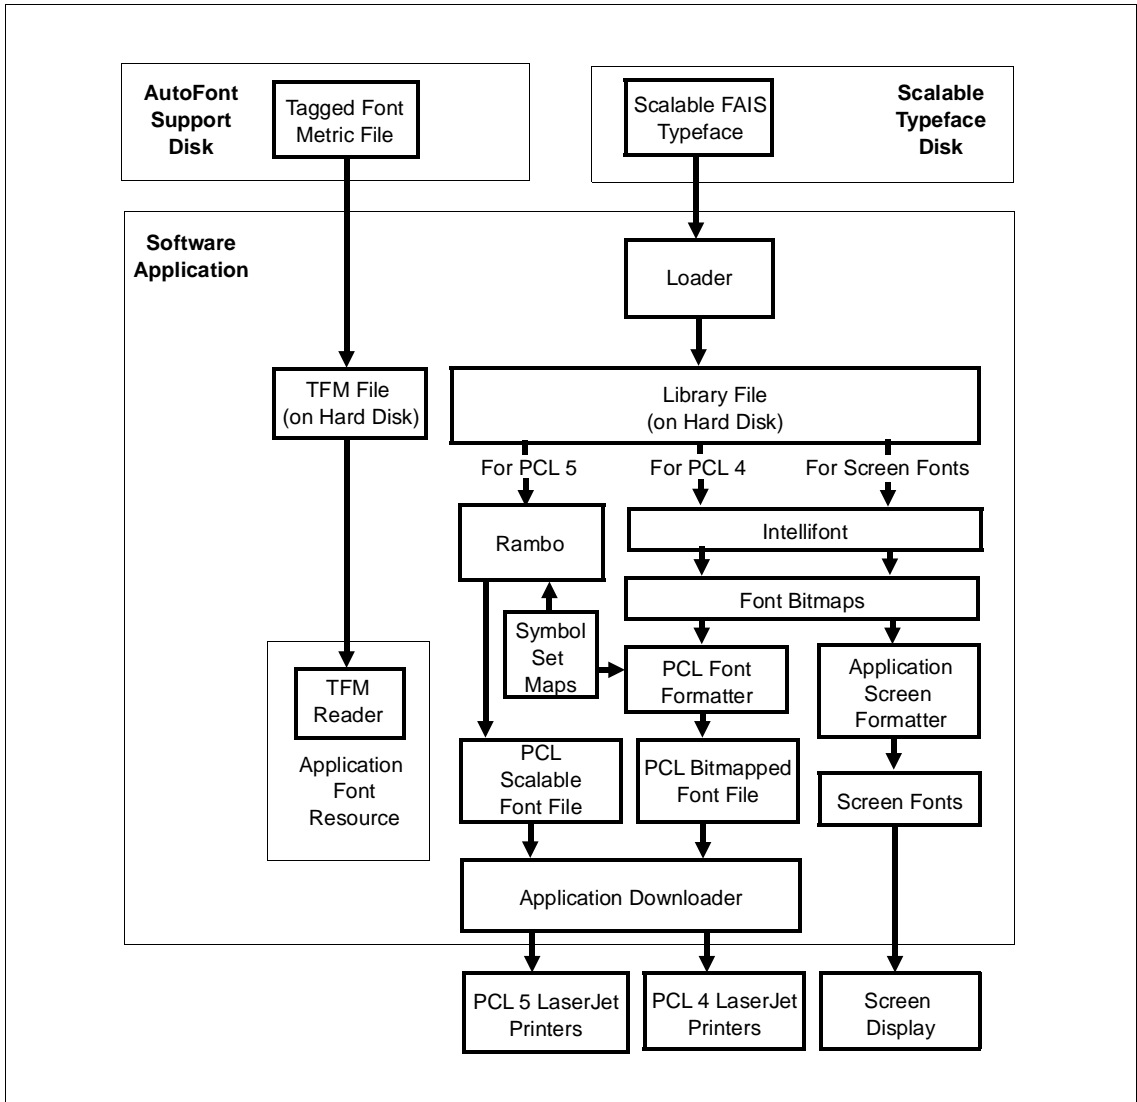 AutoFont
Support
Disk
Tagged Font
Metric File
Scalable FAIS
Typeface
Scalable
Typeface
Disk
Software
Application
Loader
TFM File
(on Hard Disk)
Library File
(on Hard Disk)
For PCL 5
For PCL 4
For Screen Fonts
Rambo
Intellifont
Font Bitmaps
Symbol
Set
Maps
PCL Font
Formatter
Application
Screen
Formatter
TFM
Reader
Application
Font
Resource
PCL
Scalable
Font File
PCL Bitmapped
Font File
Screen Fonts
Application Downloader
PCL 5 LaserJet
Printers
PCL 4 LaserJet
Printers
Screen
Display